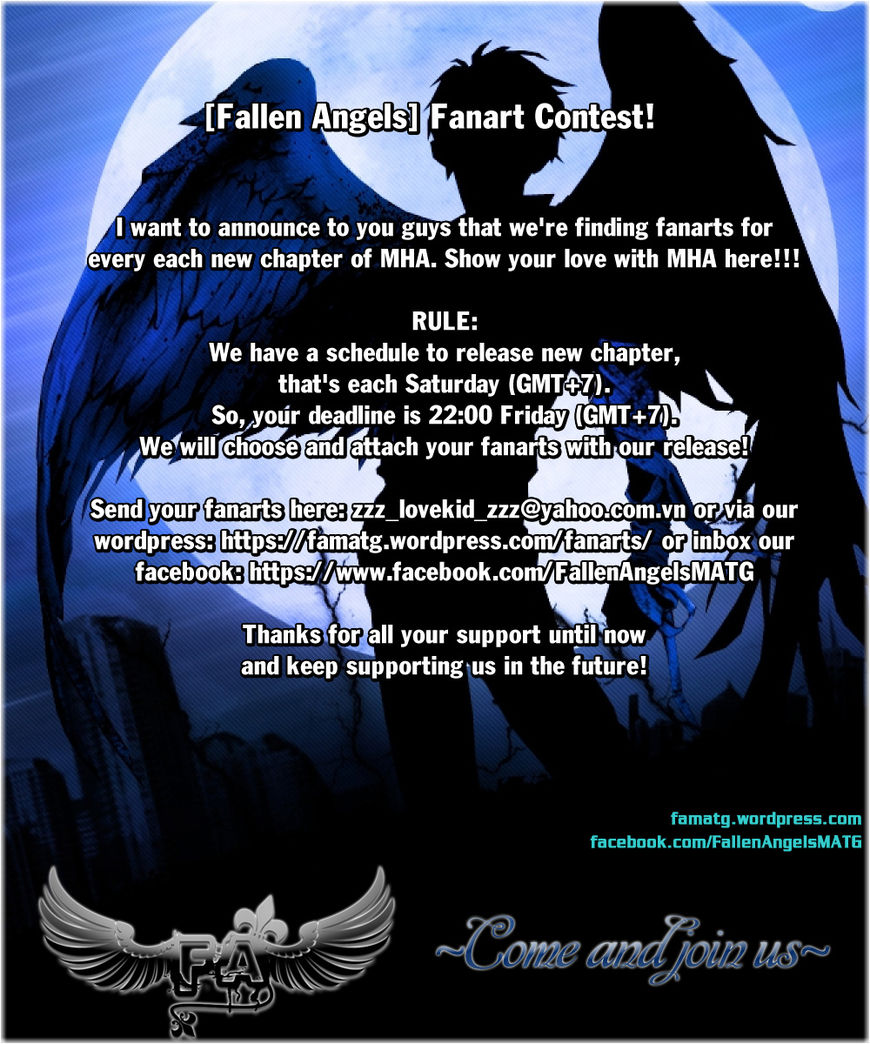 [Fallen Angels] Fanart Contest!
I want to announce to you guys that we're finding fanarts for
every each new chapter of MHA. Show your love with MHA here!!!
RULE:
We have a schedule to release new chapter,
that's each Saturday (GMT+7).
So, your deadline is 22:00 Friday (GMT+7).
We will choose and attach your fanarts with our release!
Send your fanarts here: zzz_lovekid_zzz@yahoo.com.vn or via our
wordpress: https://famatg.wordpress.com/fanarts/ or inbox our
facebook: https://www.facebook.com/FallenAngelsMATG
Thanks for all your support until now
and keep supporting us in the future!
famatg.wordpress.com
facebook.com/FallenAngelsMATG
FA
~Come and join us~